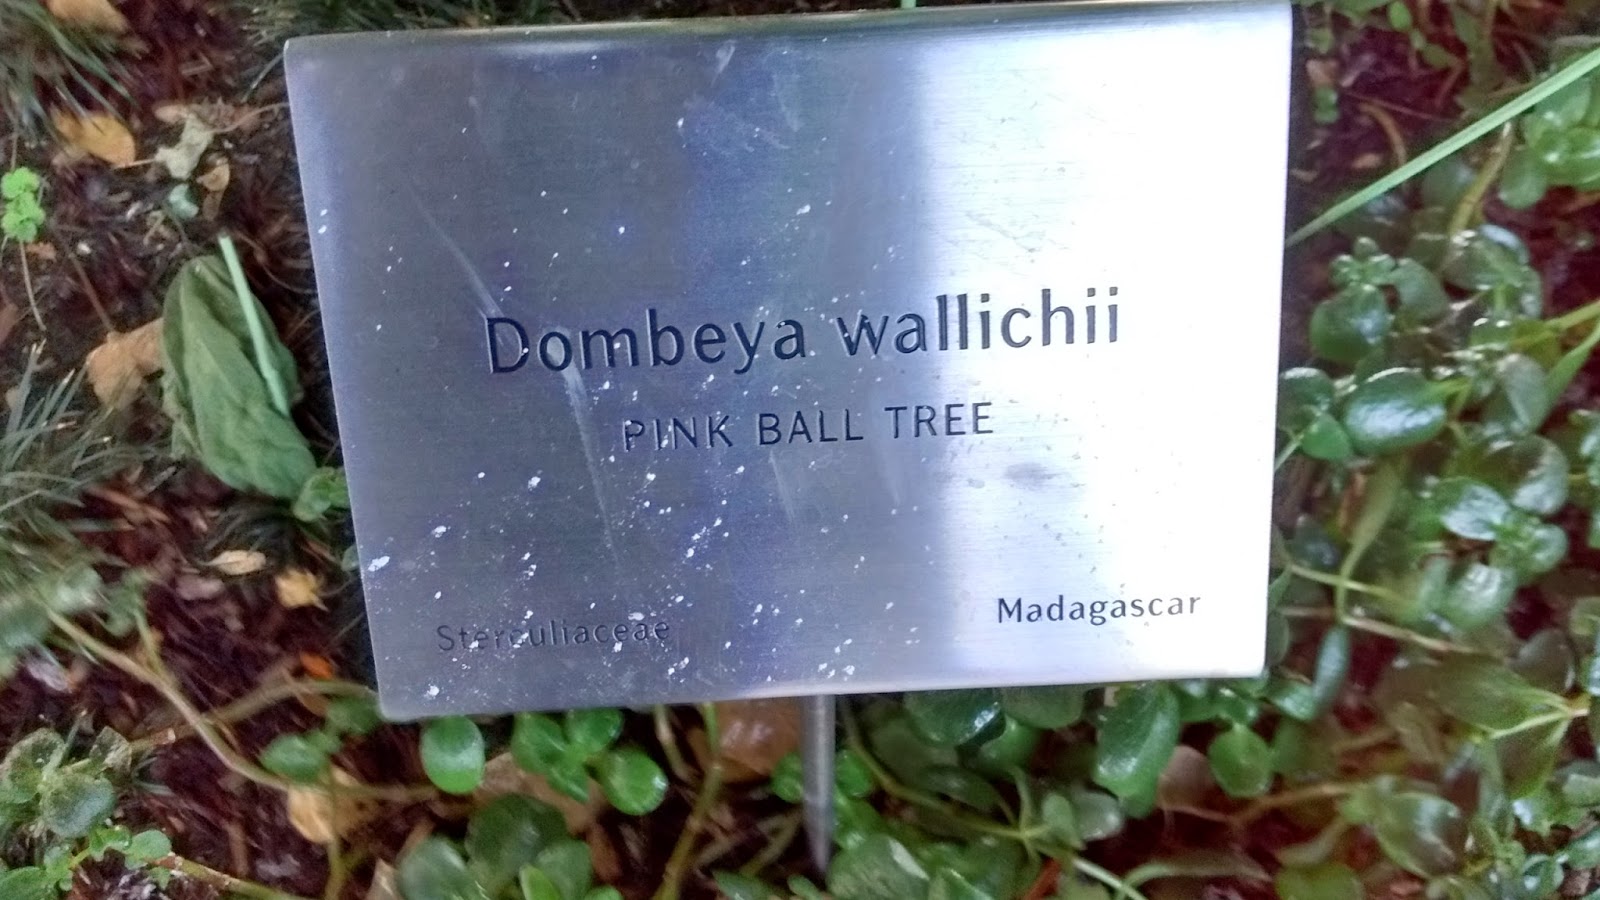 Dombeya wallichii
PINK BALL TREE
Sterculiaceae
Madagascar